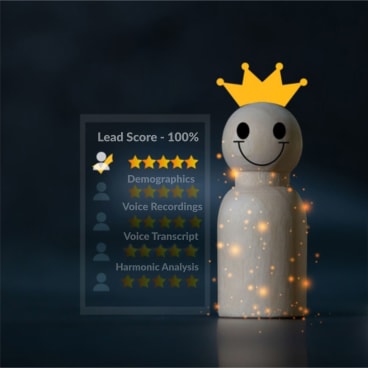 Lead Score - 100%
Demographics
Voice Recordings
Voice Transcript
Harmonic Analysis